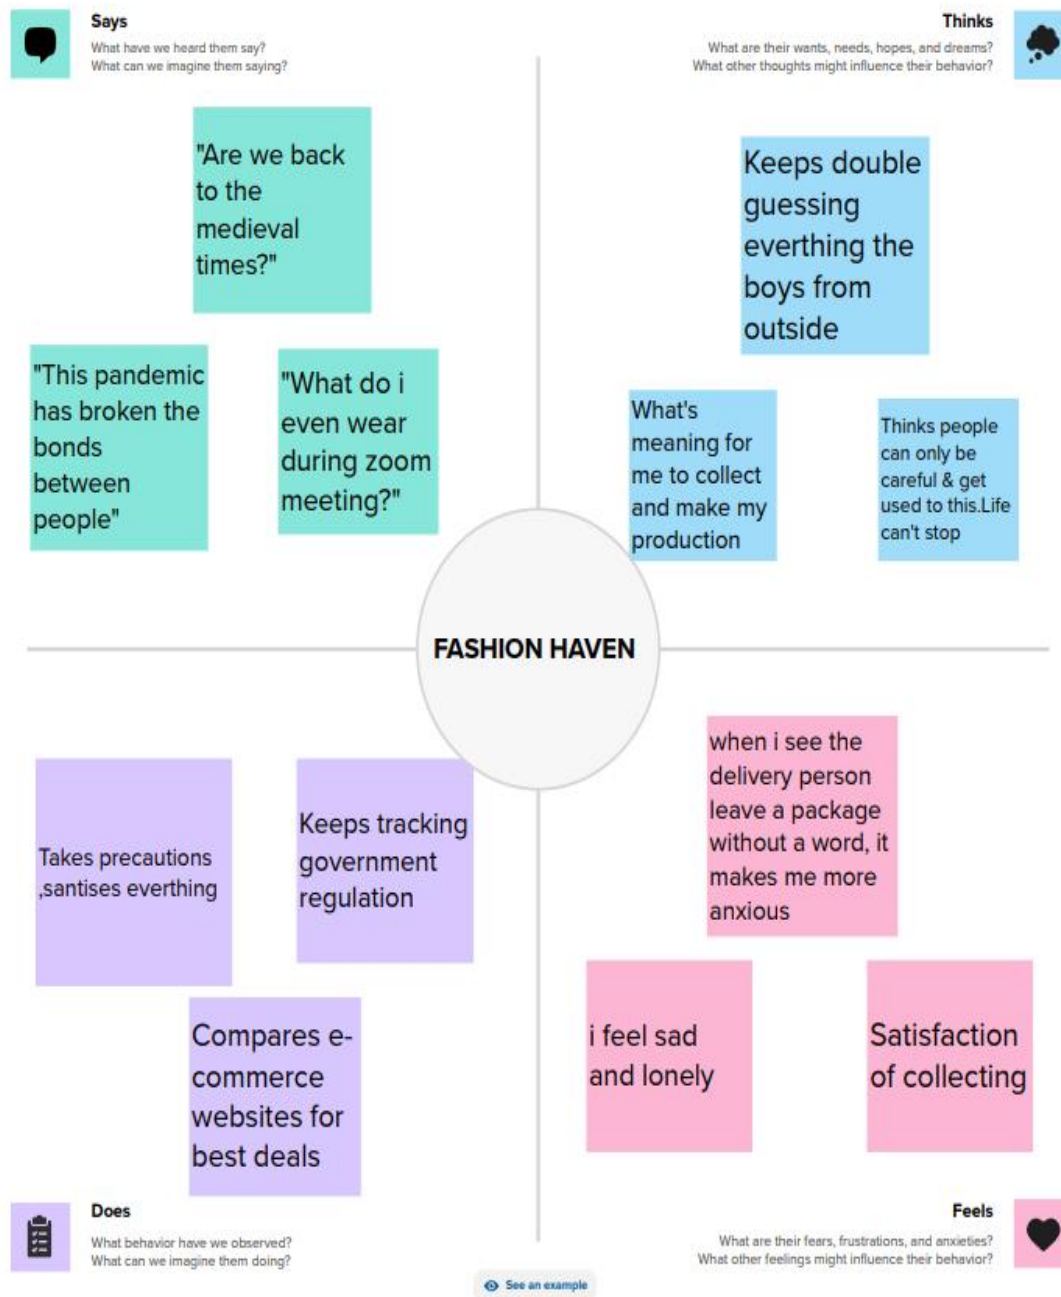 Says
What have we heard them say?
What can we imagine them saying?
Thinks
What are their wants, needs, hopes, and dreams?
What other thoughts might influence their behavior?
"Are we back
to the
medieval
times?"
"This pandemic
has broken the
bonds
between
people"
"What do i
even wear
during zoom
meeting?"
Keeps double
guessing
everthing the
boys from
outside
What's
meaning for
me to collect
and make my
production
Thinks people
can only be
careful & get
used to this.Life
can't stop
FASHION HAVEN
Takes precautions
,santises everthing
Keeps tracking
government
regulation
Compares e-
commerce
websites for
best deals
when i see the
delivery person
leave a package
without a word, it
makes me more
anxious
i feel sad
and lonely
Satisfaction
of collecting
Does
What behavior have we observed?
What can we imagine them doing?
Feels
What are their fears, frustrations, and anxieties?
What other feelings might influence their behavior?
See an example